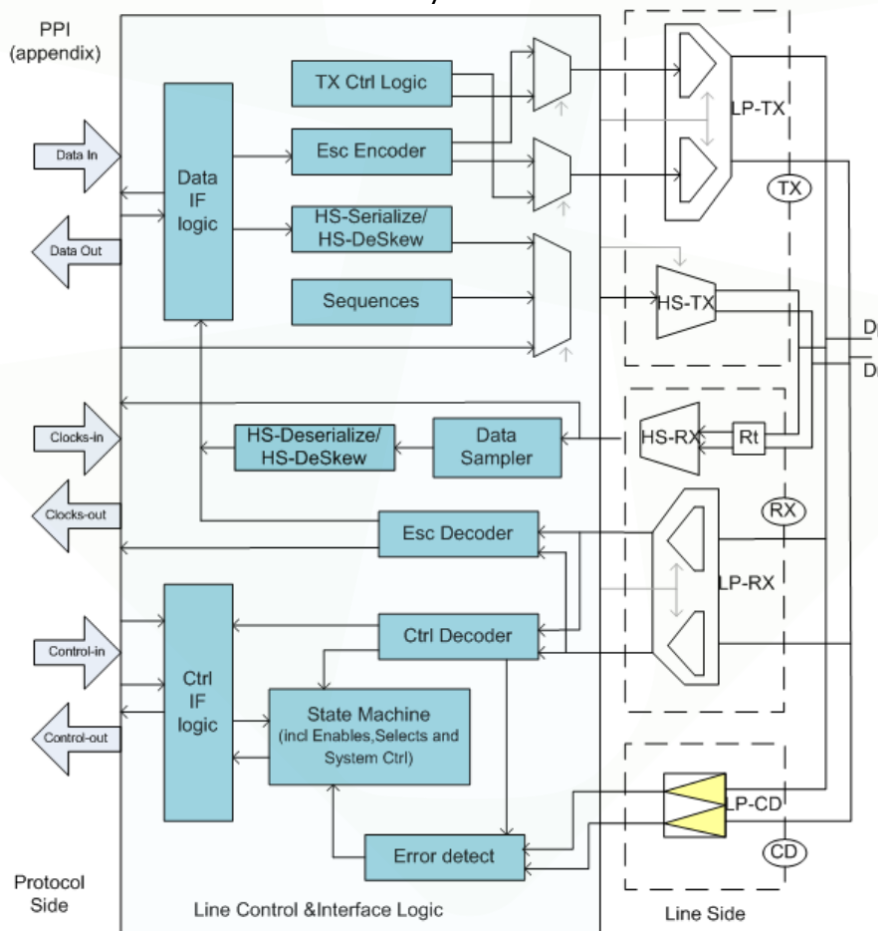 PPI
(appendix)
TX Ctrl Logic
LP-TX
Data In
Esc Encoder
Data
IF
logic
TX
HS-Serialize/
HS-DeSkew
Data Out
Sequences
HS-TX
Clocks-in
HS-Deserialize/
HS-DeSkew
Data
Sampler
HS-RX
Rt
Clocks-out
Esc Decoder
RX
LP-RX
Control-in
Ctrl Decoder
Ctrl
IF
logic
State Machine
(incl Enables,Selects and
System Ctrl)
Control-out
LP-CD
Error detect
CD
Protocol
Side
Line Control &Interface Logic
Line Side